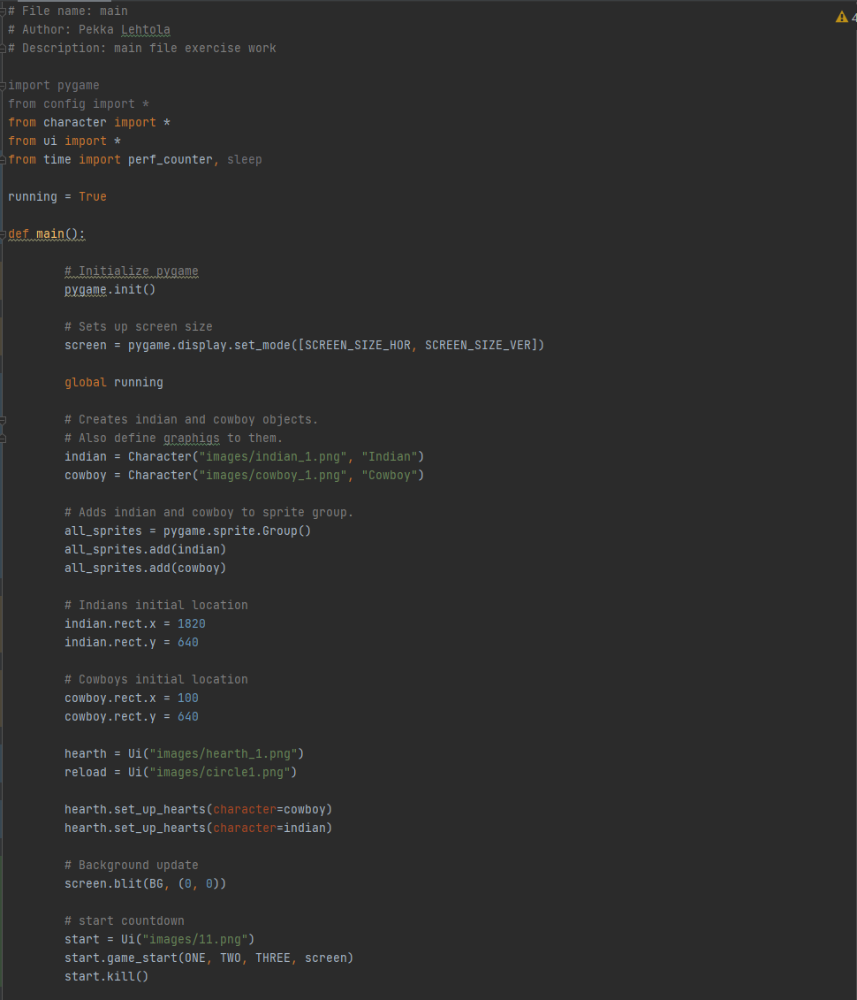 # File name: main
# Author: Pekka Lehtola
# Description: main file exercise work
import pygame
from config import *
from character import *
from ui import *
from time import perf_counter, sleep
running = True
def main():
# Initialize pygame
pygame.init()
# Sets up screen size
screen = pygame.display.set_mode([SCREEN_SIZE_HOR, SCREEN_SIZE_VER])
global running
# Creates indian and cowboy objects.
# Also define graphigs to them.
indian = Character("images/indian_1.png", "Indian")
cowboy = Character("images/cowboy_1.png", "Cowboy")
# Adds indian and cowboy to sprite group.
all_sprites = pygame.sprite.Group()
all_sprites.add(indian)
all_sprites.add(cowboy)
# Indians initial location
indian.rect.x = 1820
indian.rect.y = 640
# Cowboys initial location
cowboy.rect.x = 100
cowboy.rect.y = 640
hearth = Ui("images/hearth_1.png")
reload = Ui("images/circle1.png")
hearth.set_up_hearts(character=cowboy)
hearth.set_up_hearts(character=indian)
# Background update
screen.blit(BG, (0, 0))
# start countdown
start = Ui("images/11.png")
start.game_start(ONE, TWO, THREE, screen)
start.kill()